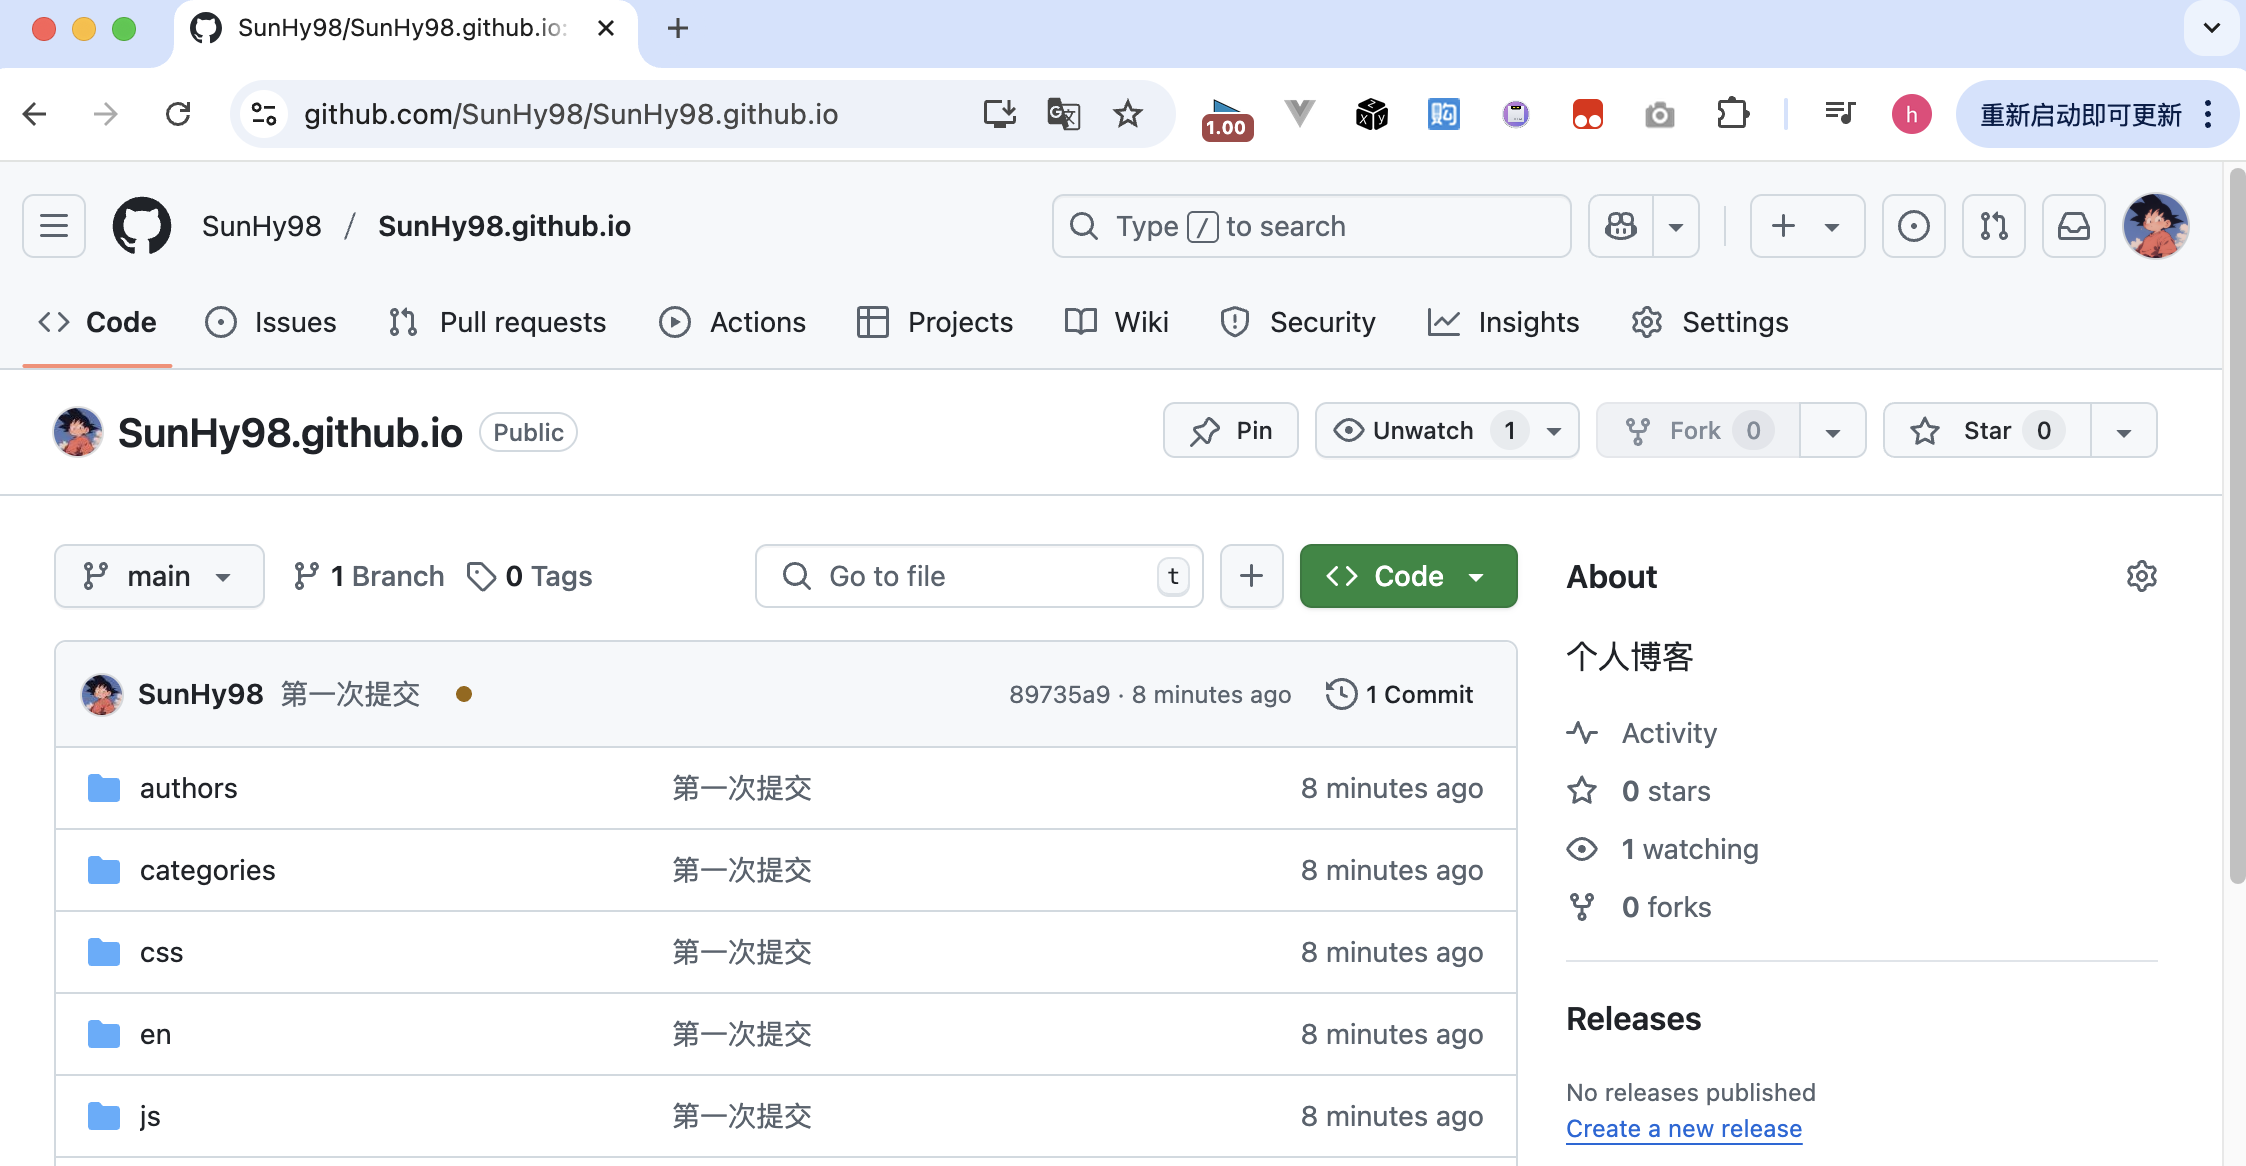 SunHy98/SunHy98.github.io:
github.com/SunHy98/SunHy98.github.io
1.00
购
h
重新启动即可更新
SunHy98 / SunHy98.github.io
Type / to search
Code
Issues
Pull requests
Actions
Projects
Wiki
Security
Insights
Settings
SunHy98.github.io
Public
Pin
Unwatch 1
Fork 0
Star 0
main
1 Branch
0 Tags
Go to file
t
Code
About
个人博客
Activity
0 stars
1 watching
0 forks
Releases
No releases published
Create a new release
SunHy98 第一次提交
89735a9 · 8 minutes ago
1 Commit
authors 第一次提交 8 minutes ago
categories 第一次提交 8 minutes ago
css 第一次提交 8 minutes ago
en 第一次提交 8 minutes ago
js 第一次提交 8 minutes ago